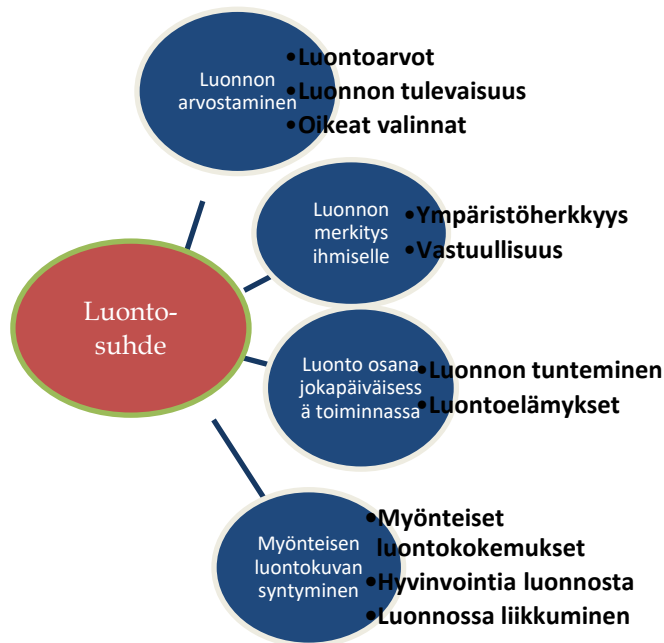 Luonnon
arvostaminen
•Luontoarvot
•Luonnon tulevaisuus
•Oikeat valinnat
Luonnon
merkitys
ihmiselle
•Ympäristöherkkyys
•Vastuullisuus
Luonto-
suhde
Luonto osana
jokapäiväisess
ä toiminnassa
•Luonnon tunteminen
•Luontoelämykset
Myönteisen
luontokuvan
syntyminen
•Myönteiset
luontokokemukset
•Hyvinvointia luonnosta
•Luonnossa liikkuminen